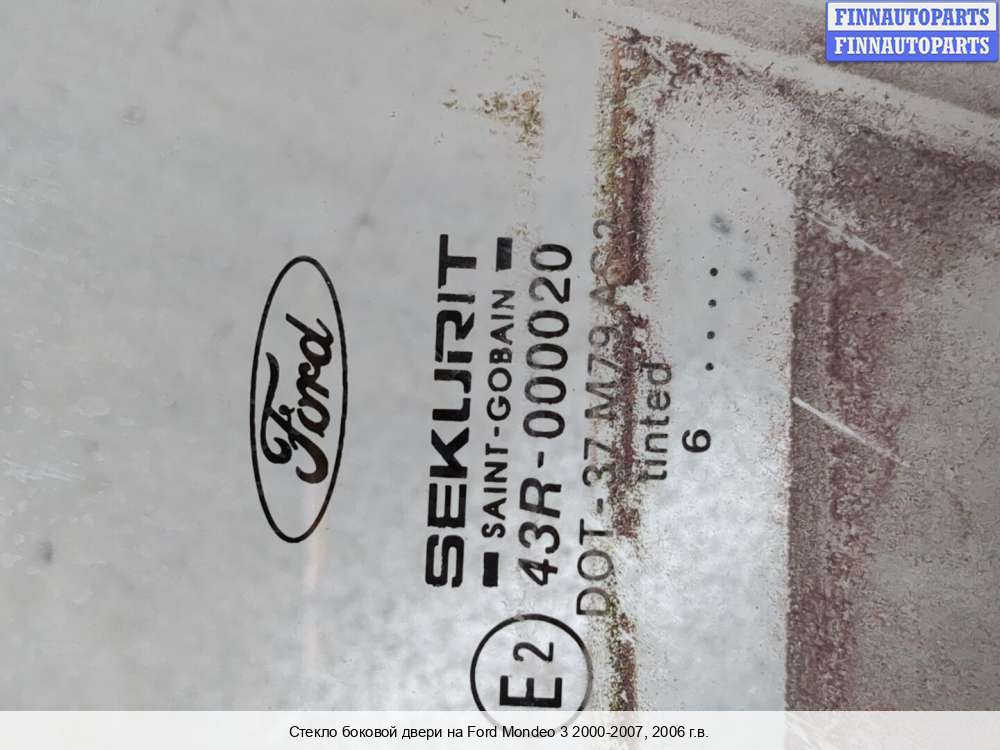 FINNAUTOPARTS
FINNAUTOPARTS
Ford
SEKURIT
SAINT-GOBAIN
E2 43R-000020
DOT-37 M79
tinted
6 ....
Стекло боковой двери на Ford Mondeo 3 2000-2007, 2006 г.в.